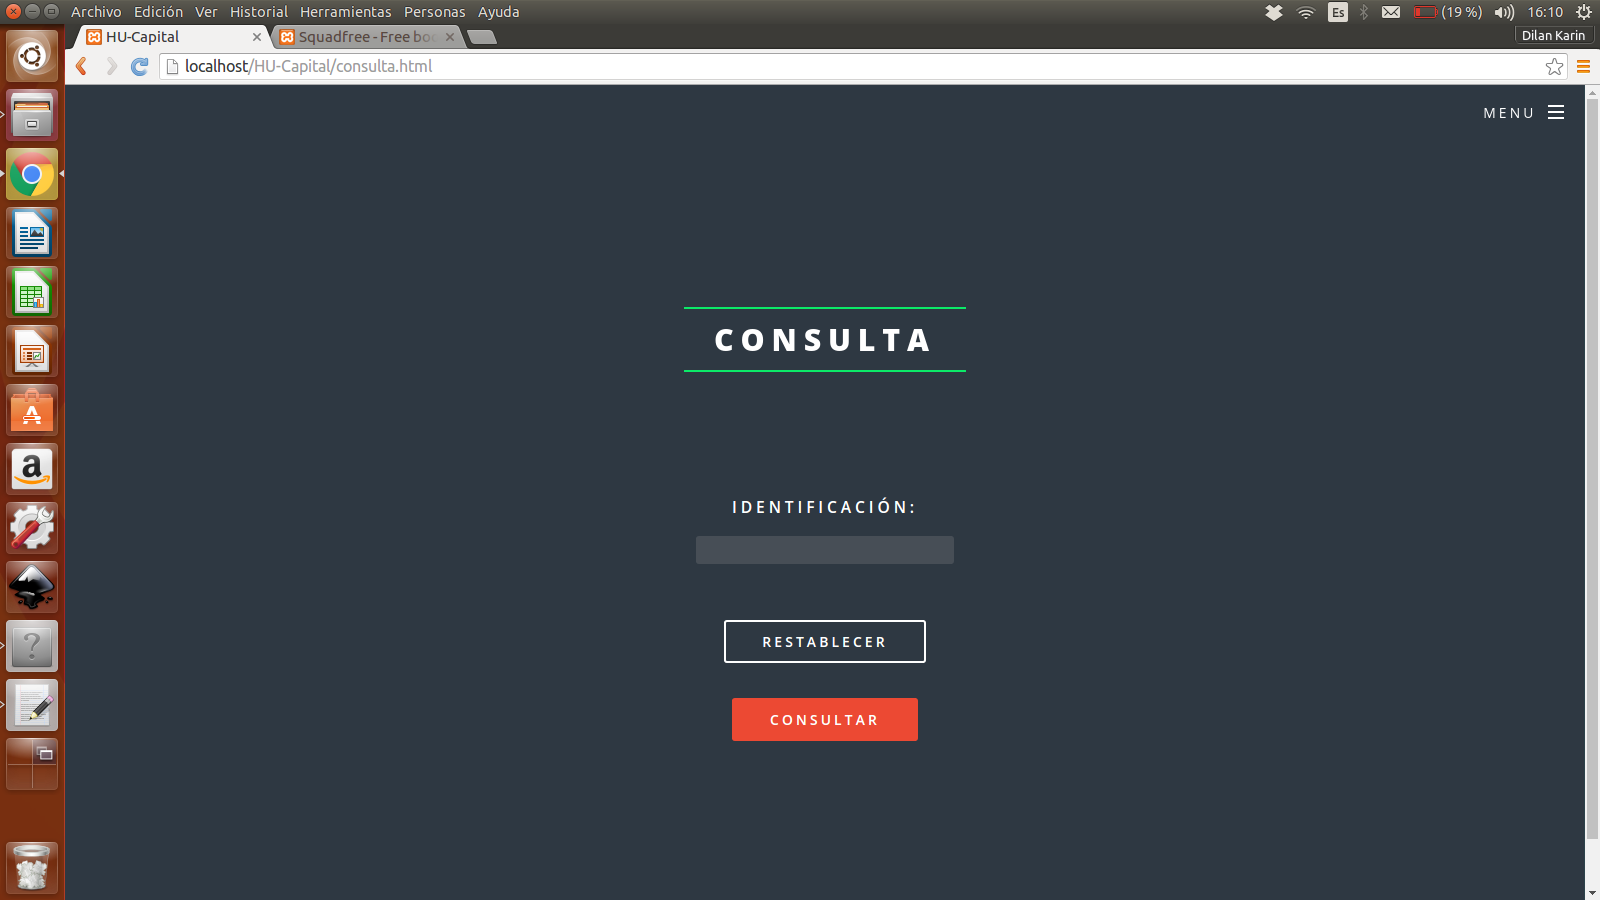 Archivo Edición Ver Historial Herramientas Personas Ayuda
Es (19 %) 16:10
Dilan Karin
HU-Capital
Squadfree - Free boo
localhost/HU-Capital/consulta.html
MENU
CONSULTA
IDENTIFICACIÓN:
RESTABLECER
CONSULTAR